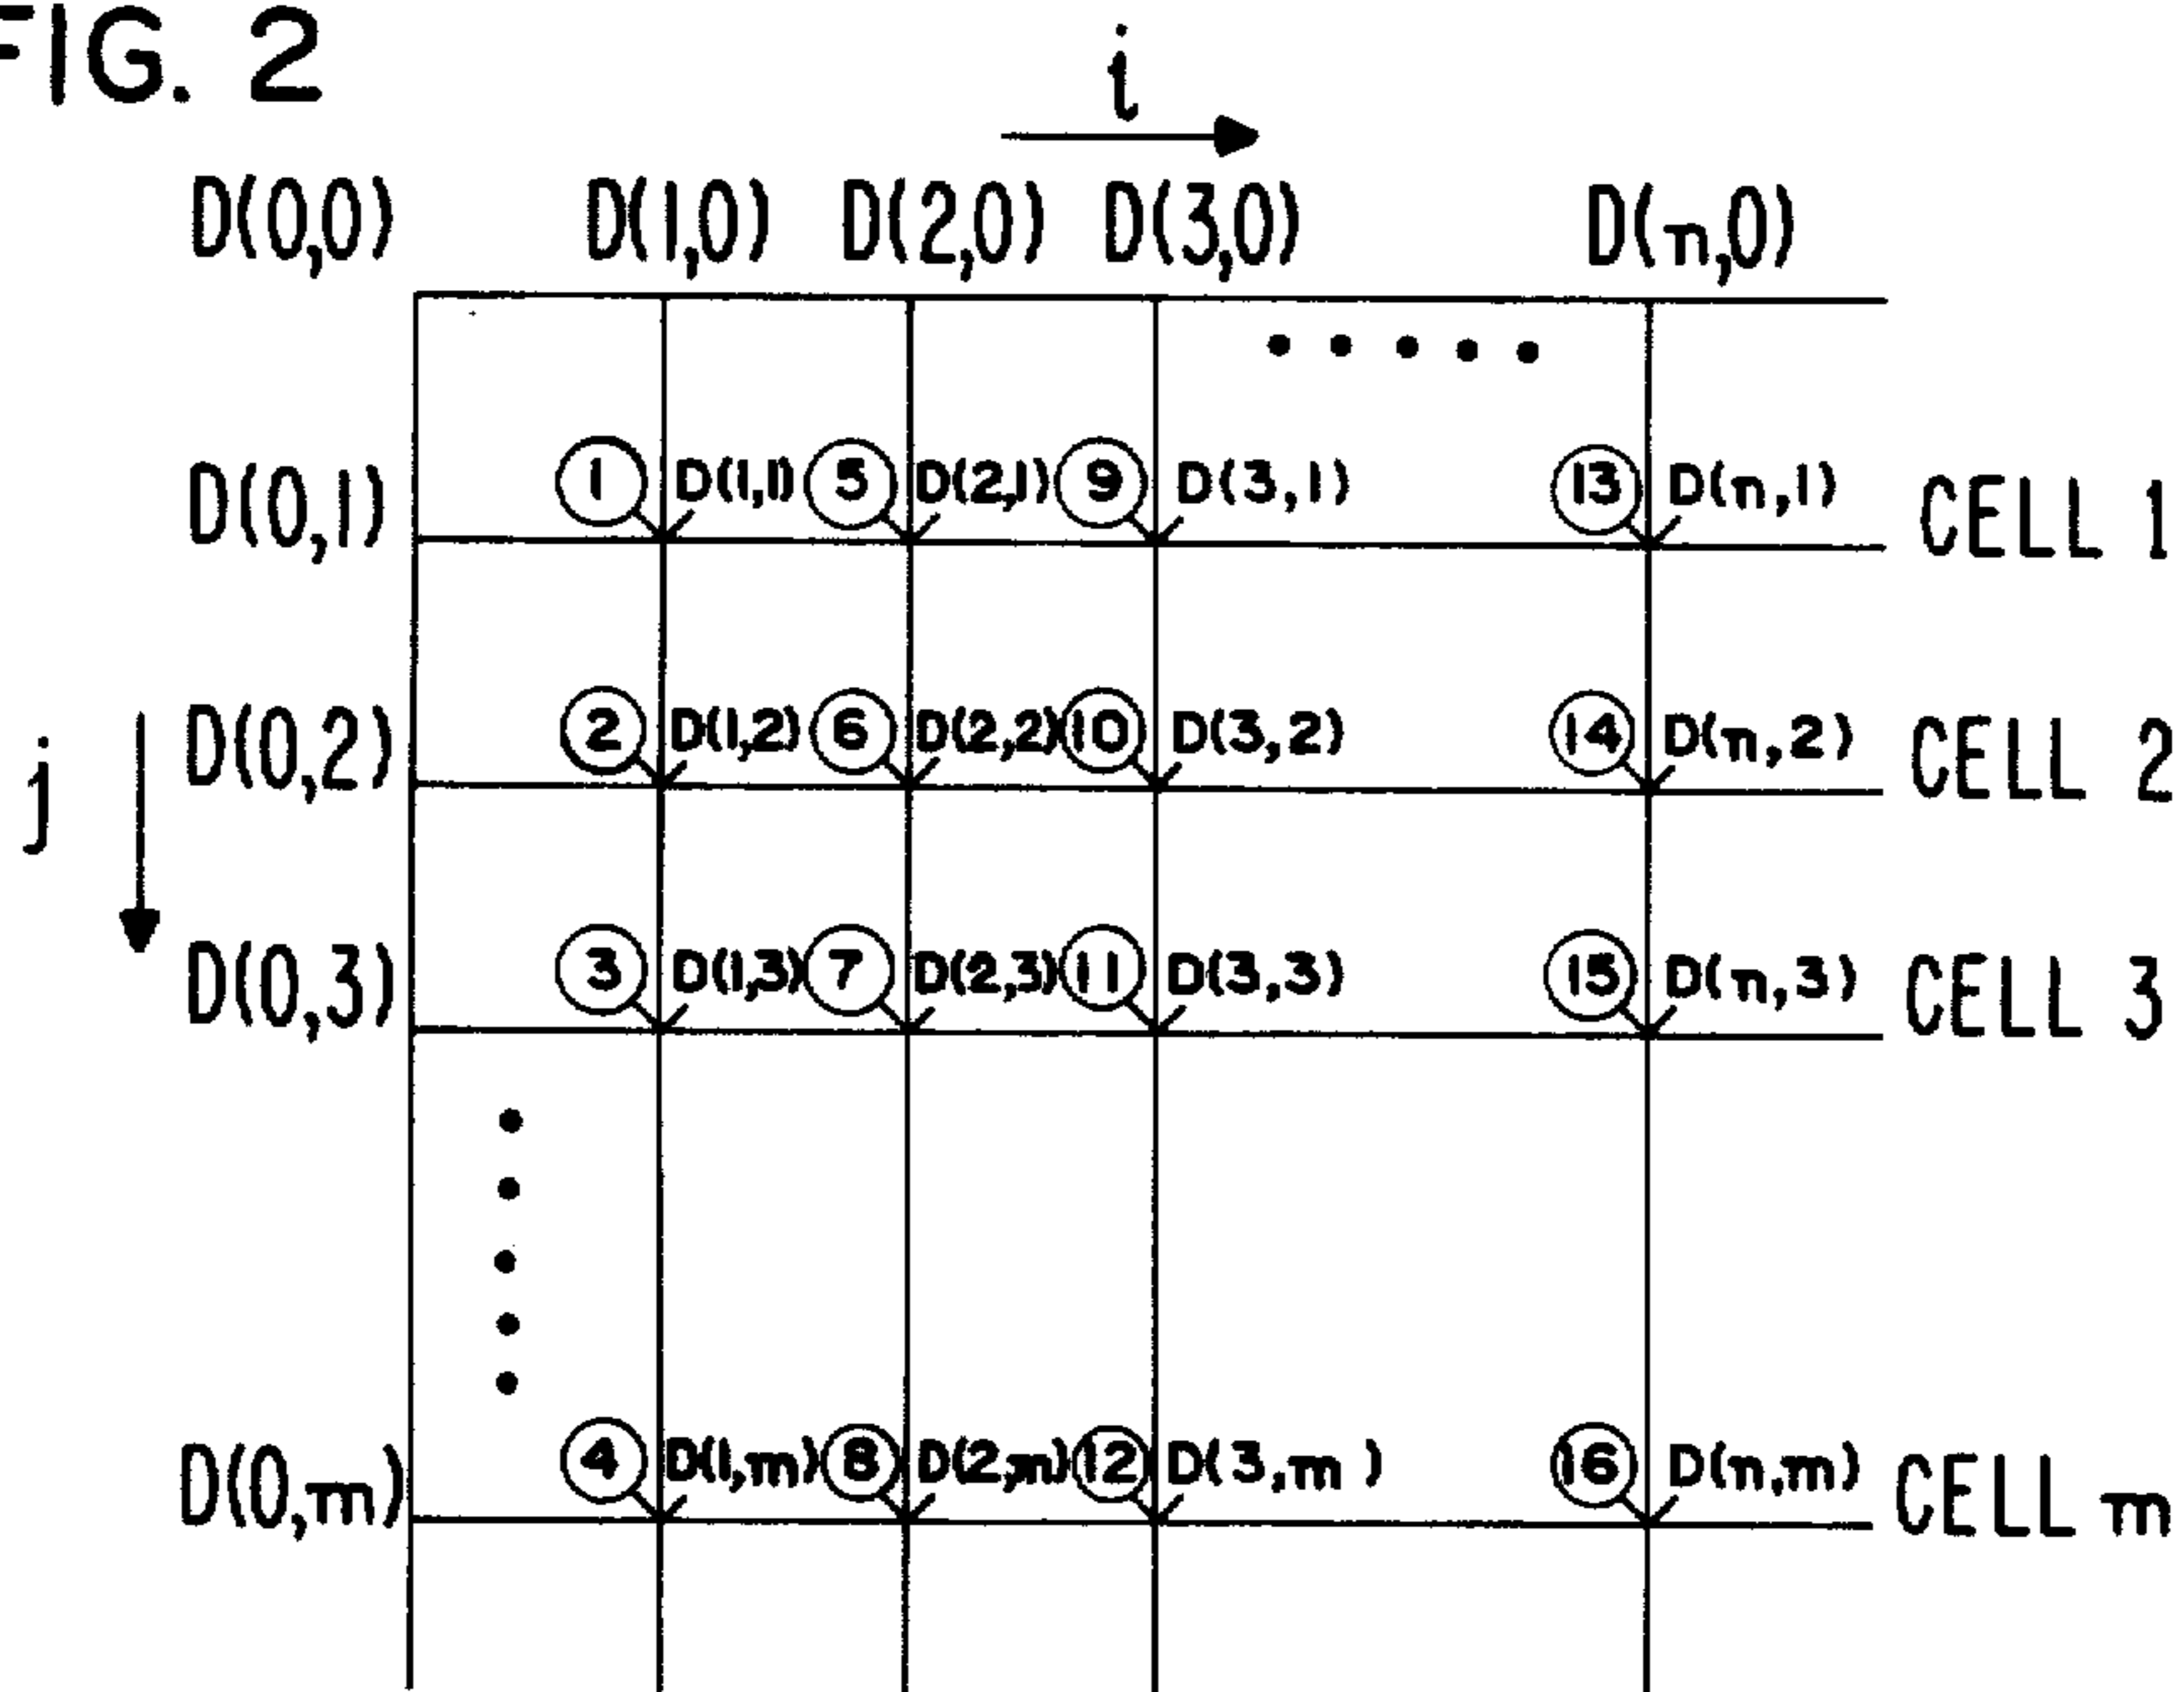 FIG. 2
i
D(0,0) D(1,0) D(2,0) D(3,0) D(n,0)
D(0,1) 1 D(1,1) 5 D(2,1) 9 D(3,1) 13 D(n,1) CELL 1
j D(0,2) 2 D(1,2) 6 D(2,2) 10 D(3,2) 14 D(n,2) CELL 2
D(0,3) 3 D(1,3) 7 D(2,3) 11 D(3,3) 15 D(n,3) CELL 3
D(0,m) 4 D(1,m) 8 D(2,m) 12 D(3,m) 16 D(n,m) CELL m